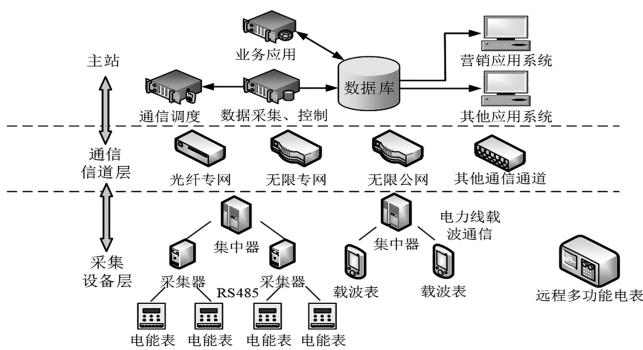 主站
业务应用
数据库
营销应用系统
通信调度
数据采集、控制
其他应用系统
通信
信道层
光纤专网
无限专网
无限公网
其他通信通道
采集
设备层
集中器
集中器
电力线载
波通信
采集器
采集器
RS485
载波表
载波表
远程多功能电表
电能表
电能表
电能表
电能表